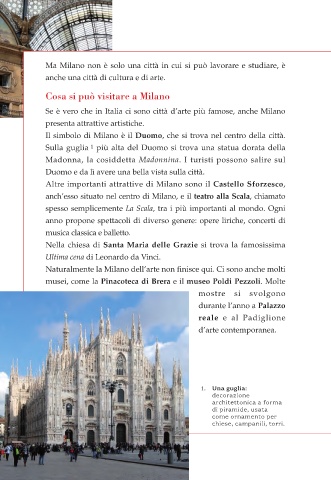 Ma Milano non è solo una città in cui si può lavorare e studiare, è
anche una città di cultura e di arte.
Cosa si può visitare a Milano
Se è vero che in Italia ci sono città d'arte più famose, anche Milano
presenta attrattive artistiche.
Il simbolo di Milano è il Duomo, che si trova nel centro della città.
Sulla guglia 1 più alta del Duomo si trova una statua dorata della
Madonna, la cosiddetta Madonnina. I turisti possono salire sul
Duomo e da lì avere una bella vista sulla città.
Altre importanti attrattive di Milano sono il Castello Sforzesco,
anch'esso situato nel centro di Milano, e il teatro alla Scala, chiamato
spesso semplicemente La Scala, tra i più importanti al mondo. Ogni
anno propone spettacoli di diverso genere: opere liriche, concerti di
musica classica e balletto.
Nella chiesa di Santa Maria delle Grazie si trova la famosissima
Ultima cena di Leonardo da Vinci.
Naturalmente la Milano dell'arte non finisce qui. Ci sono anche molti
musei, come la Pinacoteca di Brera e il museo Poldi Pezzoli. Molte
mostre si svolgono
durante l'anno a Palazzo
reale e al Padiglione
d'arte contemporanea.
1. Una guglia:
decorazione
architettonica a forma
di piramide, usata
come ornamento per
chiese, campanili, torri.